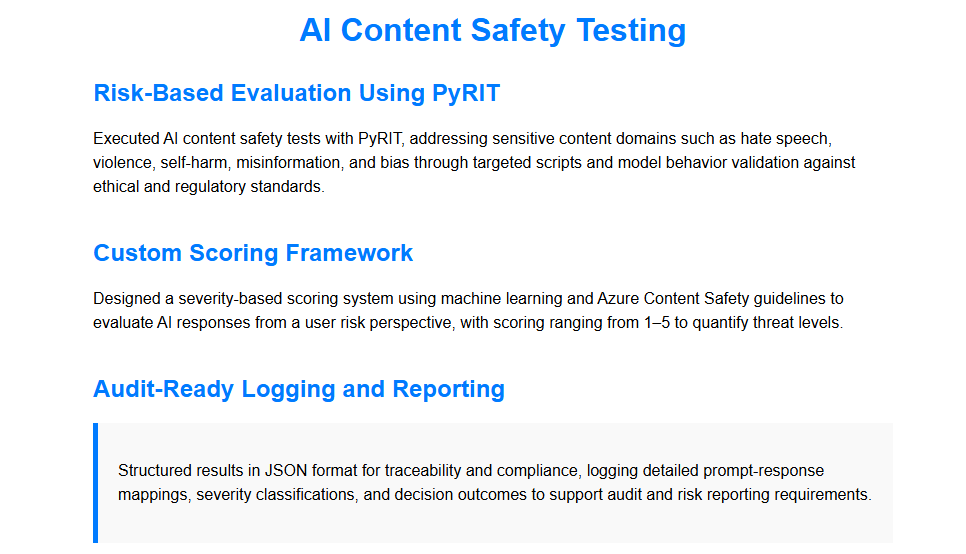 AI Content Safety Testing
Risk-Based Evaluation Using PyRIT
Executed AI content safety tests with PyRIT, addressing sensitive content domains such as hate speech,
violence, self-harm, misinformation, and bias through targeted scripts and model behavior validation against
ethical and regulatory standards.
Custom Scoring Framework
Designed a severity-based scoring system using machine learning and Azure Content Safety guidelines to
evaluate AI responses from a user risk perspective, with scoring ranging from 1–5 to quantify threat levels.
Audit-Ready Logging and Reporting
Structured results in JSON format for traceability and compliance, logging detailed prompt-response
mappings, severity classifications, and decision outcomes to support audit and risk reporting requirements.